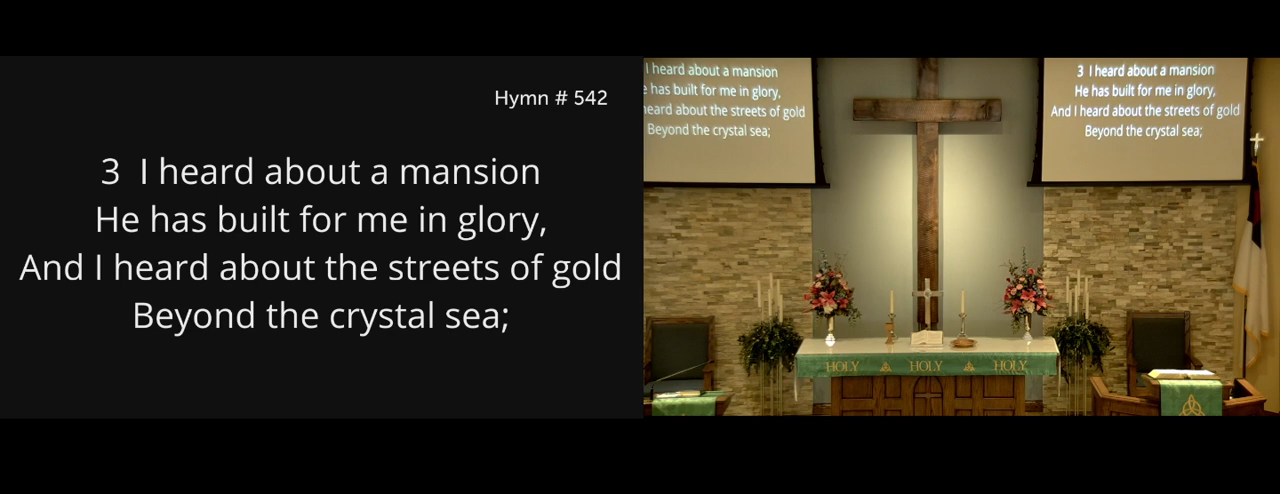 Hymn # 542
3 I heard about a mansion
He has built for me in glory,
And I heard about the streets of gold
Beyond the crystal sea;
I heard about a mansion
e has built for me in glory,
heard about the streets of gold
Beyond the crystal sea;
3 I heard about a mansion
He has built for me in glory,
And I heard about the streets of gold
Beyond the crystal sea;
HOLY HOLY HOLY